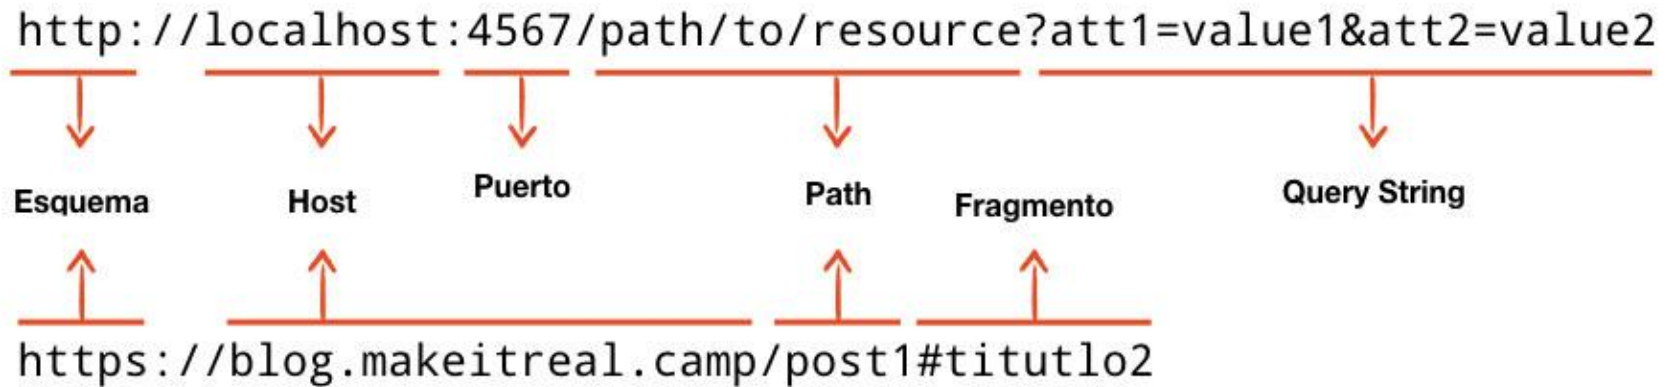 http://localhost:4567/path/to/resource?att1=value1&att2=value2
Esquema Host Puerto Path Fragmento Query String
https://blog.makeitreal.camp/post1#titutlo2